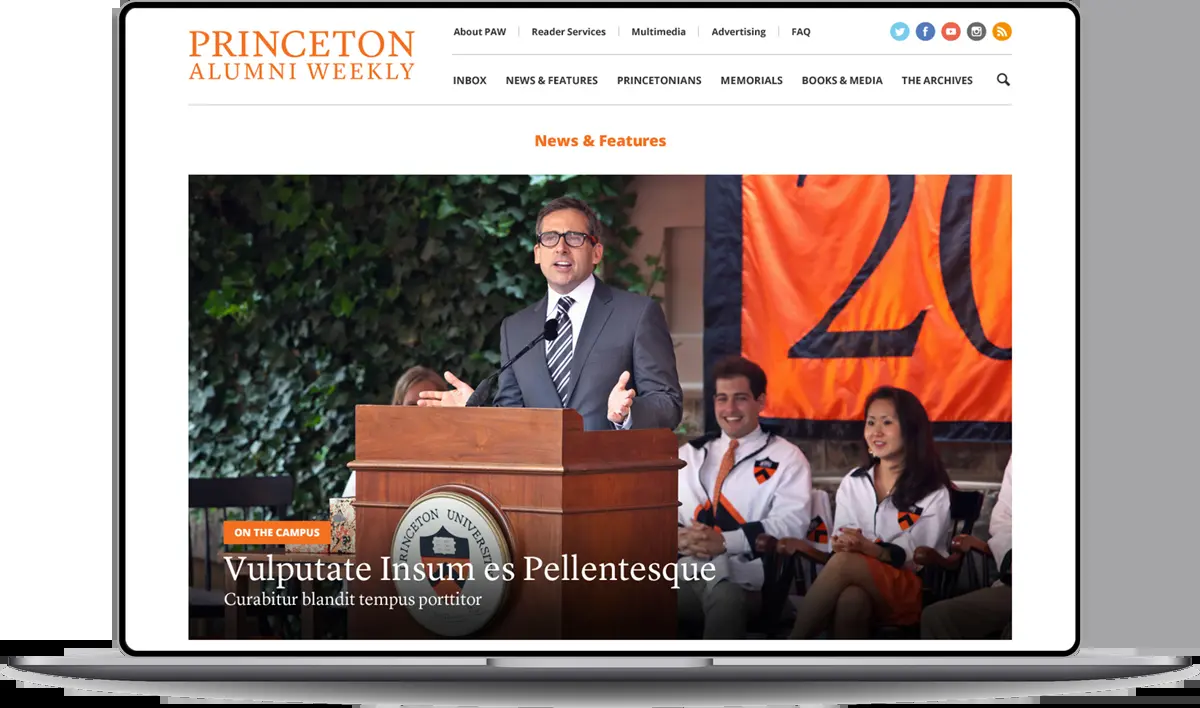 PRINCETON
ALUMNI WEEKLY
About PAW
Reader Services
Multimedia
Advertising
FAQ
INBOX
NEWS & FEATURES
PRINCETONIANS
MEMORIALS
BOOKS & MEDIA
THE ARCHIVES
News & Features
20
ON THE CAMPUS
PRINCETON UNIVERSITY
Vulputate Insum es Pellentesque
Curabitur blandit tempus porttitor